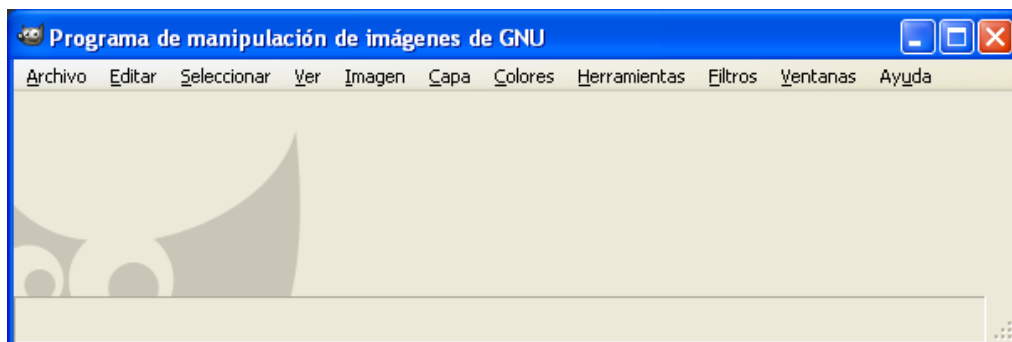 Programa de manipulación de imágenes de GNU
Archivo Editar Seleccionar Ver Imagen Capa Colores Herramientas Filtros Ventanas Ayuda